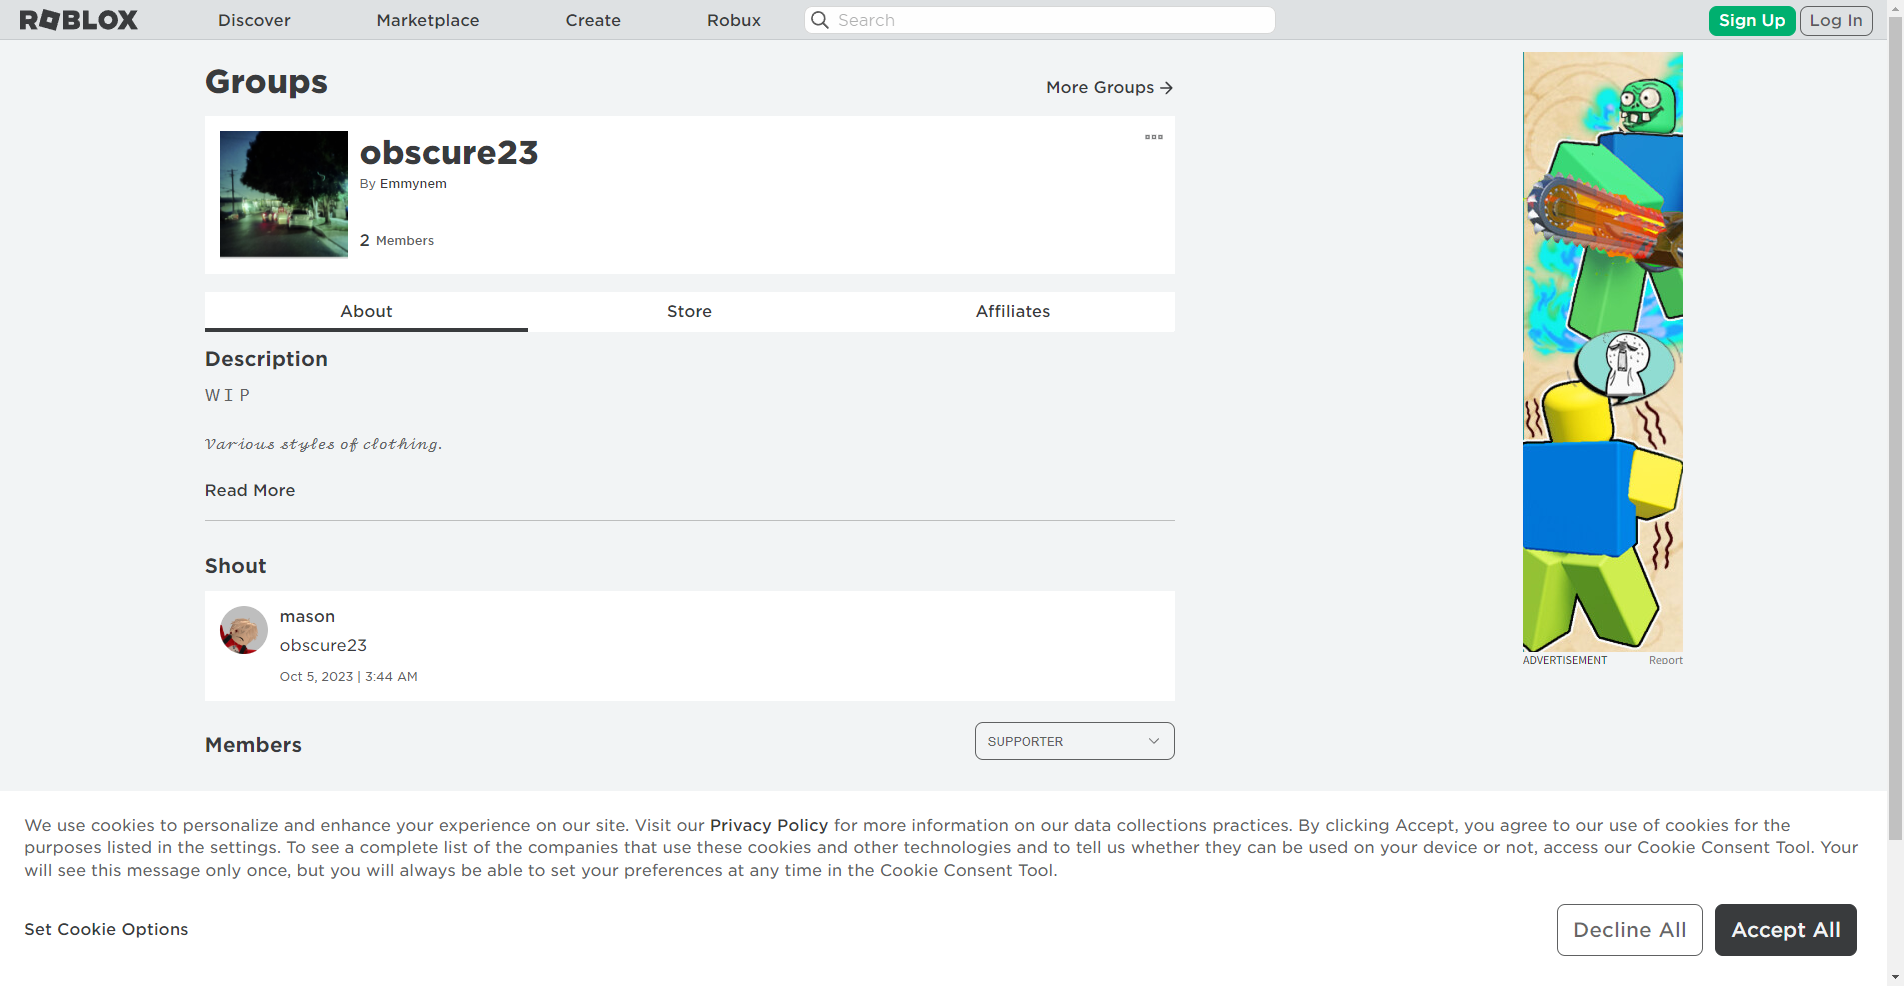 ROBLOX
Discover
Marketplace
Create
Robux
Search
Sign Up
Log In
Groups
More Groups →
obscure23
By Emmynem
2 Members
About
Store
Affiliates
Description
W I P
𝓥𝓪𝓻𝓲𝓸𝓾𝓼 𝓼𝓽𝔂𝓵𝓮𝓼 𝓸𝓯 𝓬𝓵𝓸𝓽𝓱𝓲𝓷𝓰.
Read More
Shout
mason
obscure23
Oct 5, 2023 | 3:44 AM
ADVERTISEMENT
Report
Members
SUPPORTER
We use cookies to personalize and enhance your experience on our site. Visit our Privacy Policy for more information on our data collections practices. By clicking Accept, you agree to our use of cookies for the
purposes listed in the settings. To see a complete list of the companies that use these cookies and other technologies and to tell us whether they can be used on your device or not, access our Cookie Consent Tool. Your
will see this message only once, but you will always be able to set your preferences at any time in the Cookie Consent Tool.
Set Cookie Options
Decline All
Accept All